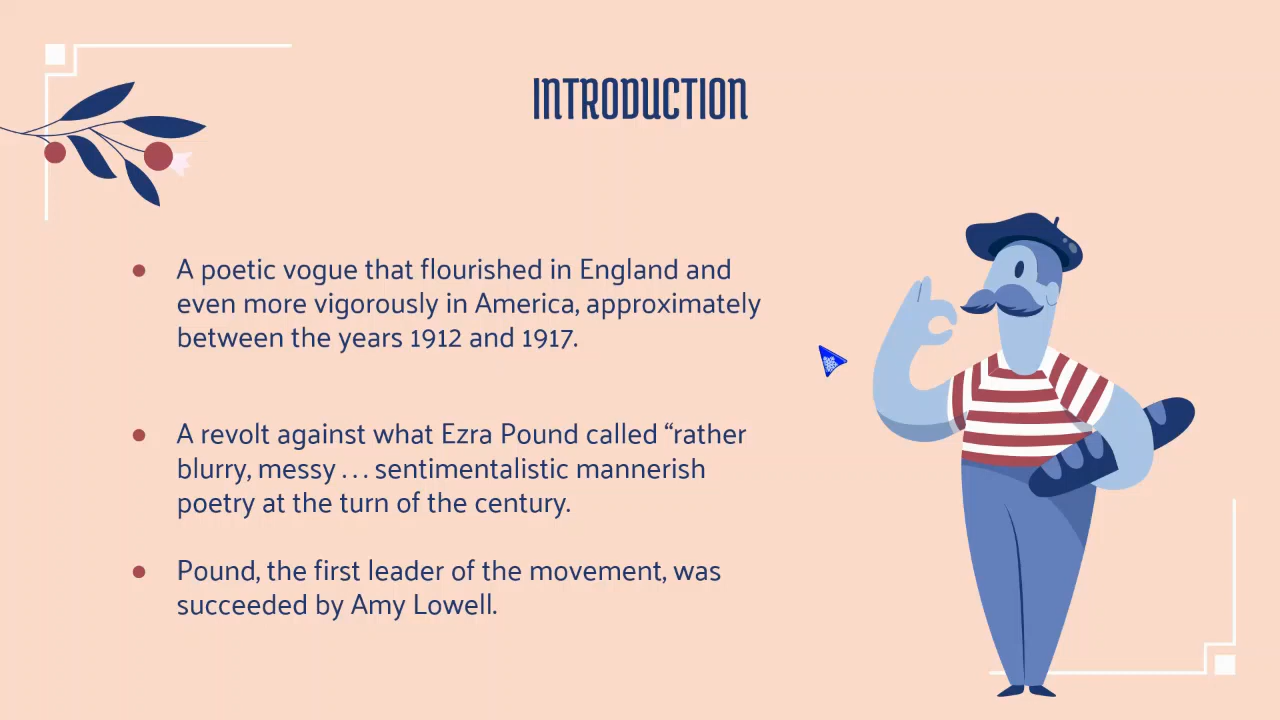 INTRODUCTION
● A poetic vogue that flourished in England and
even more vigorously in America, approximately
between the years 1912 and 1917.
● A revolt against what Ezra Pound called “rather
blurry, messy . . . sentimentalistic mannerish
poetry at the turn of the century.
● Pound, the first leader of the movement, was
succeeded by Amy Lowell.